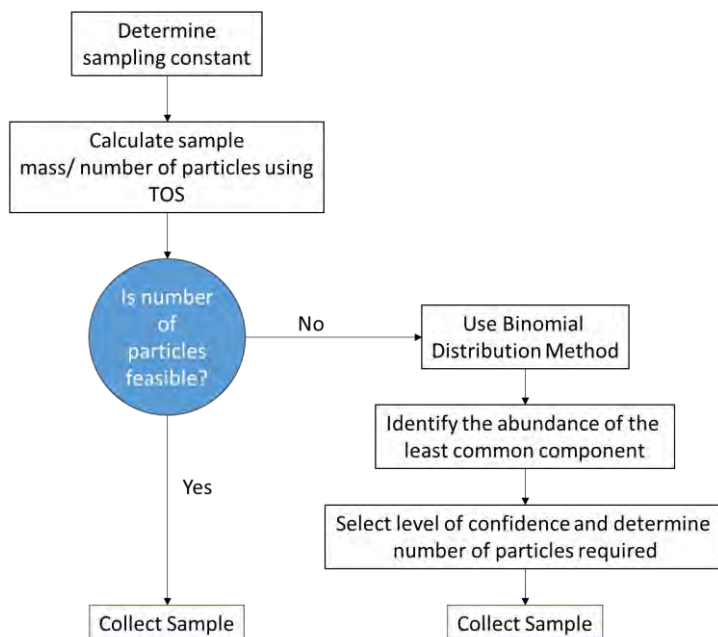 Determine
sampling constant
Calculate sample
mass/ number of particles using
TOS
Is number
of
particles
feasible?
No
Use Binomial
Distribution Method
Identify the abundance of the
least common component
Yes
Select level of confidence and determine
number of particles required
Collect Sample
Collect Sample